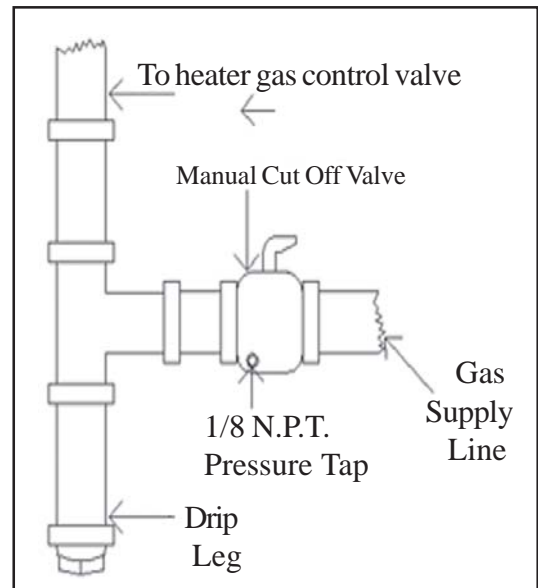 To heater gas control valve
Manual Cut Off Valve
Gas
Supply
Line
1/8 N.P.T.
Pressure Tap
Drip
Leg